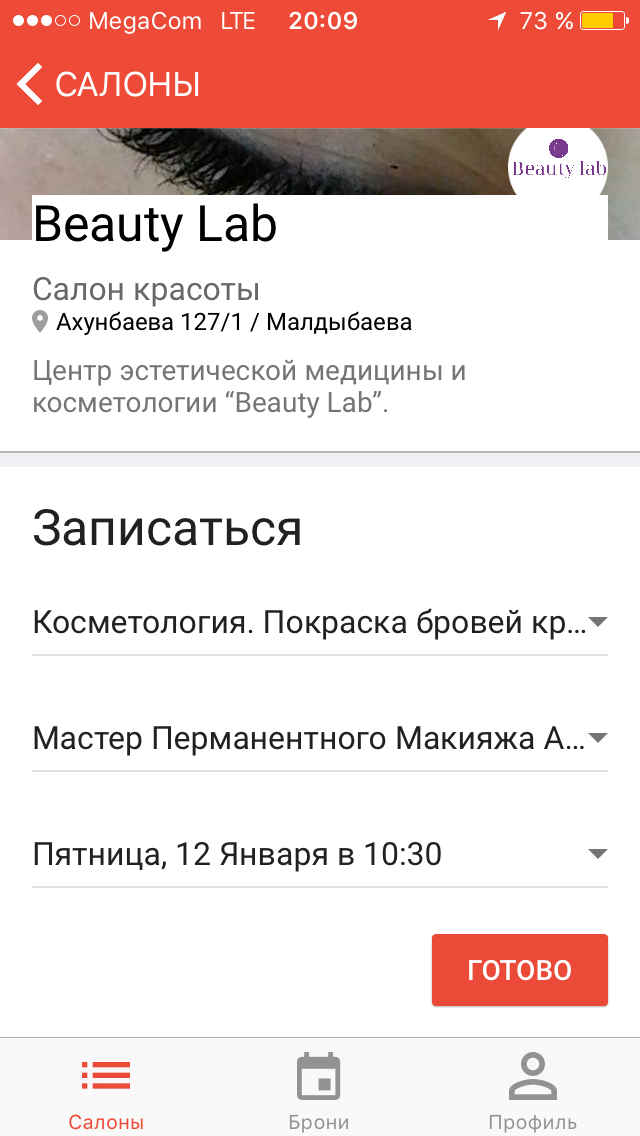 MegaCom LTE 20:09 73 %
САЛОНЫ
Beauty lab
Beauty Lab
Салон красоты
Ахунбаева 127/1 / Малдыбаева
Центр эстетической медицины и
косметологии “Beauty Lab”.
Записаться
Косметология. Покраска бровей кр...
Мастер Перманентного Макияжа А...
Пятница, 12 Января в 10:30
ГОТОВО
Салоны Брони Профиль